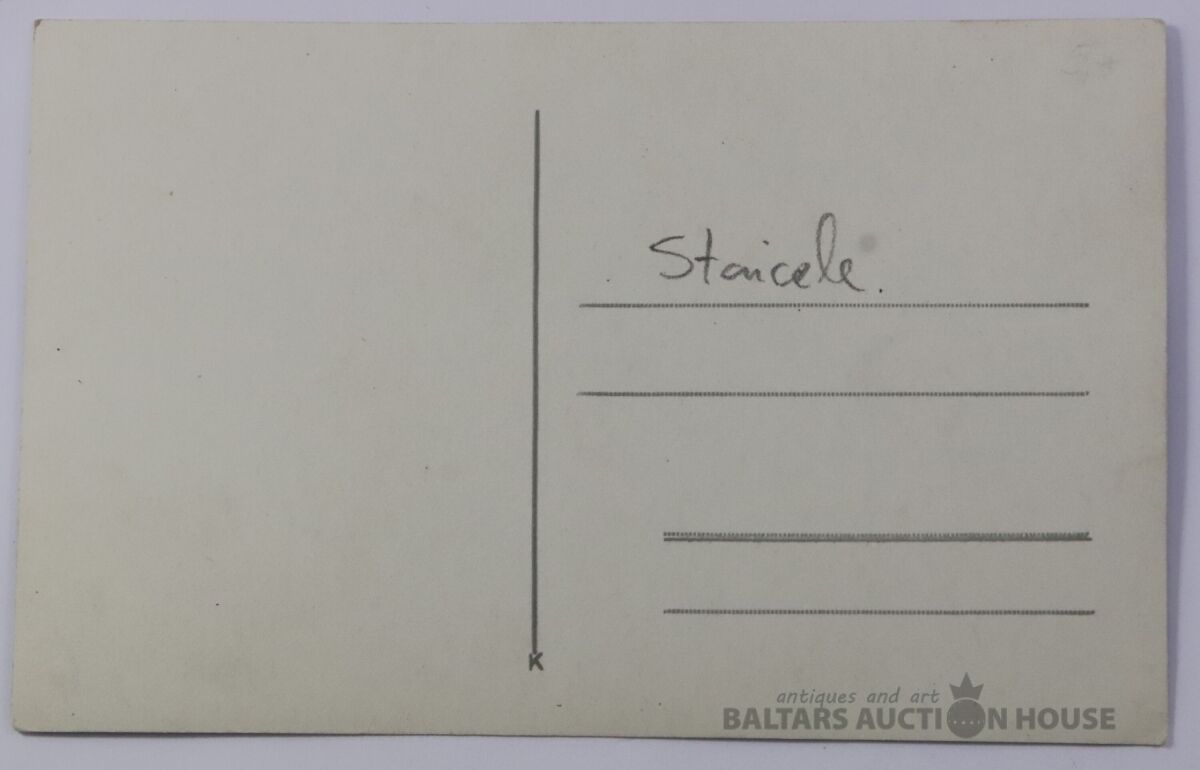 Staicele.
K
antiques and art
BALTARS AUCTION HOUSE